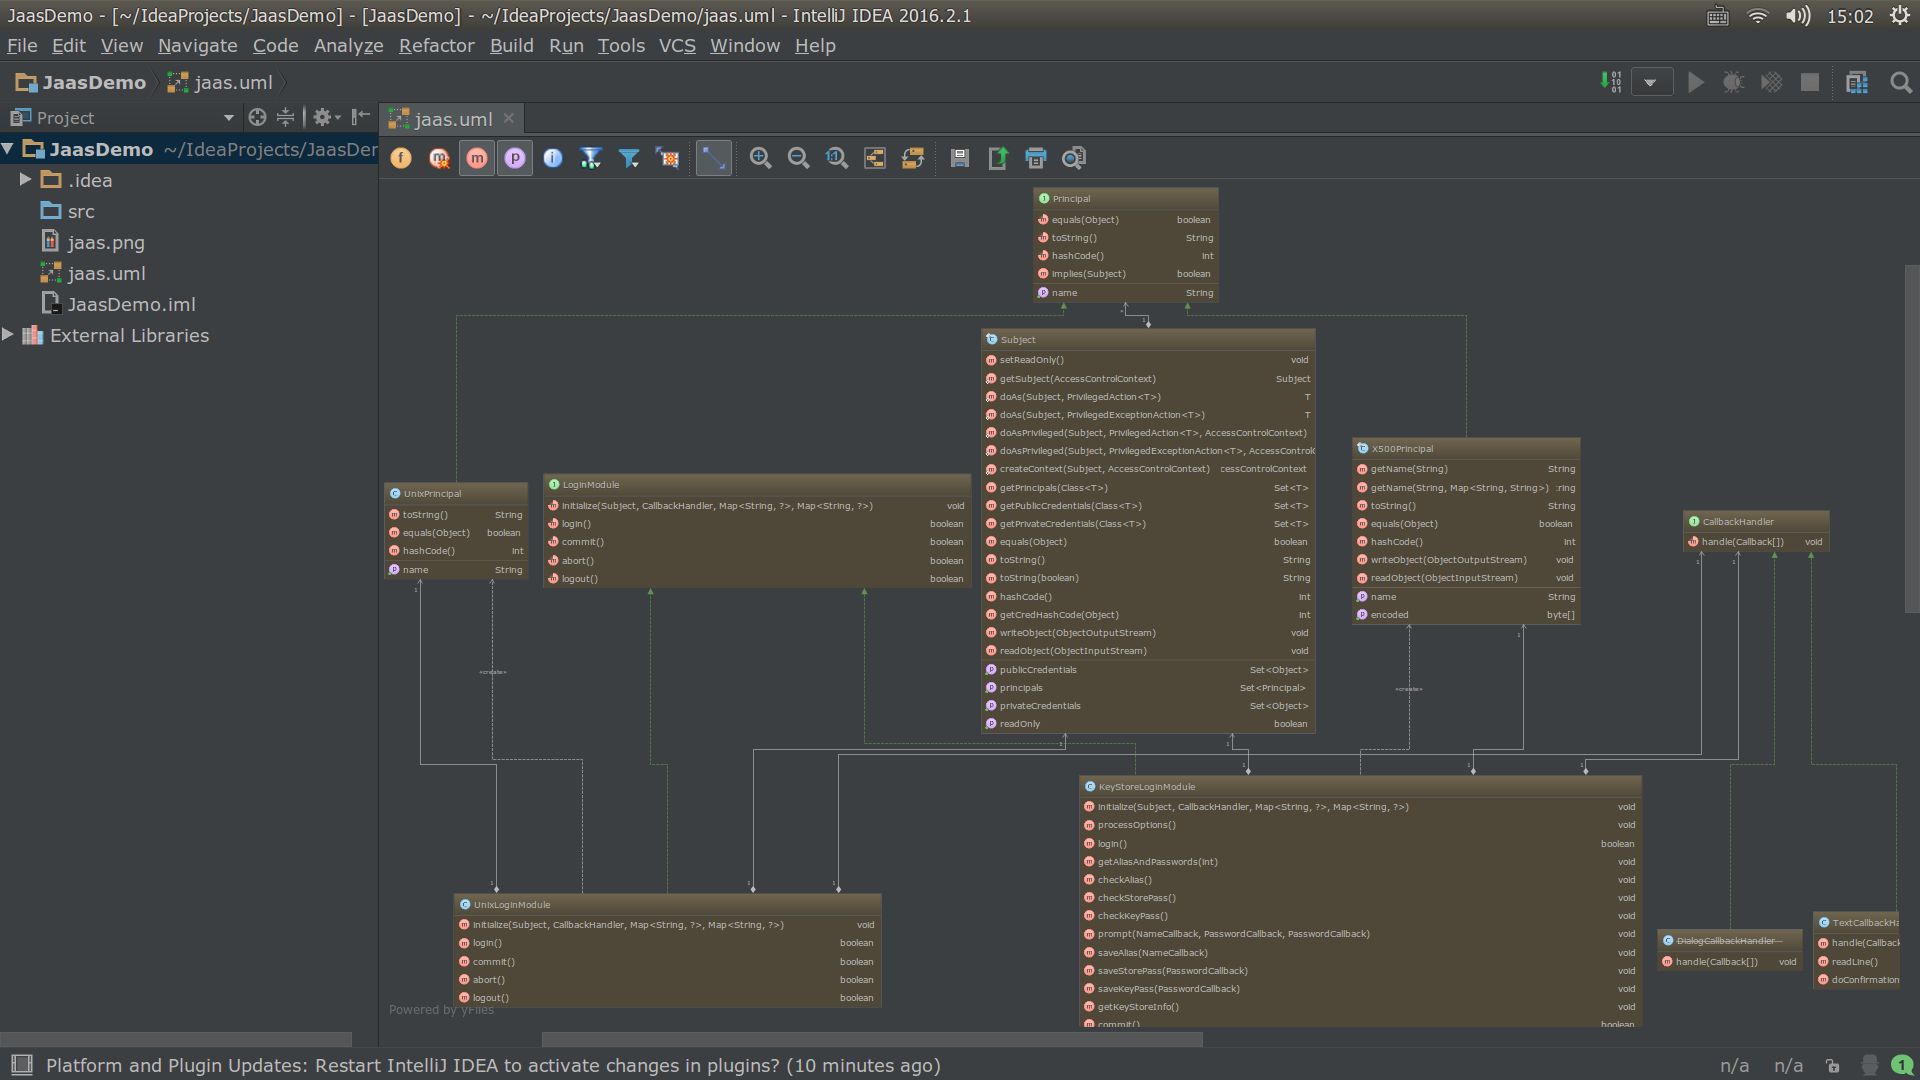 JaasDemo - [~/IdeaProjects/JaasDemo] - [JaasDemo] - ~/IdeaProjects/JaasDemo/jaas.uml - IntelliJ IDEA 2016.2.1
15:02
File Edit View Navigate Code Analyze Refactor Build Run Tools VCS Window Help
JaasDemo jaas.uml
Project
jaas.uml
JaasDemo ~/IdeaProjects/JaasDer
.idea
src
jaas.png
jaas.uml
JaasDemo.iml
External Libraries
Principal
equals(Object) boolean
toString() String
hashCode() int
implies(Subject) boolean
name String
Subject
setReadOnly() void
getSubject(AccessControlContext) Subject
doAs(Subject, PrivilegedAction<T>) T
doAs(Subject, PrivilegedExceptionAction<T>) T
doAsPrivileged(Subject, PrivilegedAction<T>, AccessControlContext)
doAsPrivileged(Subject, PrivilegedExceptionAction<T>, AccessControl
createContext(Subject, AccessControlContext) ccessControlContext
getPrincipals(Class<T>) Set<T>
getPublicCredentials(Class<T>) Set<T>
getPrivateCredentials(Class<T>) Set<T>
equals(Object) boolean
toString() String
toString(boolean) String
hashCode() int
getCredHashCode(Object) int
writeObject(ObjectOutputStream) void
readObject(ObjectInputStream) void
publicCredentials Set<Object>
principals Set<Principal>
privateCredentials Set<Object>
readOnly boolean
X500Principal
getName(String) String
getName(String, Map<String, String>) :ring
toString() String
equals(Object) boolean
hashCode() int
writeObject(ObjectOutputStream) void
readObject(ObjectInputStream) void
name String
encoded byte[]
UnixPrincipal
toString() String
equals(Object) boolean
hashCode() int
name String
LoginModule
initialize(Subject, CallbackHandler, Map<String, ?>, Map<String, ?>) void
login() boolean
commit() boolean
abort() boolean
logout() boolean
CallbackHandler
handle(Callback[]) void
«create»
«create»
KeyStoreLoginModule
initialize(Subject, CallbackHandler, Map<String, ?>, Map<String, ?>) void
processOptions() void
login() boolean
getAliasAndPasswords(int) void
checkAlias() void
checkStorePass() void
checkKeyPass() void
prompt(NameCallback, PasswordCallback, PasswordCallback) void
saveAlias(NameCallback) void
saveStorePass(PasswordCallback) void
saveKeyPass(PasswordCallback) void
getKeyStoreInfo() void
commit() boolean
UnixLoginModule
initialize(Subject, CallbackHandler, Map<String, ?>, Map<String, ?>) void
login() boolean
commit() boolean
abort() boolean
logout() boolean
DialogCallbackHandler
handle(Callback[]) void
TextCallbackHa
handle(Callback
readLine()
doConfirmation
Powered by yFiles
Platform and Plugin Updates: Restart IntelliJ IDEA to activate changes in plugins? (10 minutes ago)
n/a n/a 1